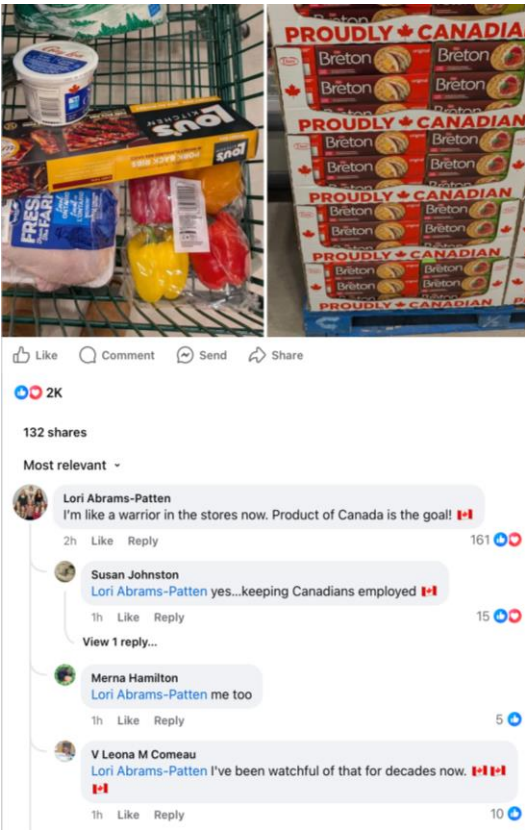 LOU'S
KITCHEN
PORK BACK RIBS
LOU'S
FRESH
PROUDLY CANADIAN
Breton original Breton
Breton Breton
Breton Breton
PROUDLY CANADIAN
Breton Breton
Breton Breton
PROUDLY CANADIAN
Breton Breton
Breton Breton
PROUDLY CANADIAN
Breton Breton
Breton Breton
PROUDLY CANADIAN
Like Comment Send Share
2K
132 shares
Most relevant
Lori Abrams-Patten
I'm like a warrior in the stores now. Product of Canada is the goal! 🇨🇦
2h Like Reply 161
Susan Johnston
Lori Abrams-Patten yes...keeping Canadians employed 🇨🇦
1h Like Reply 15
View 1 reply...
Merna Hamilton
Lori Abrams-Patten me too
1h Like Reply 5
V Leona M Comeau
Lori Abrams-Patten I've been watchful of that for decades now. 🇨🇦🇨🇦
🇨🇦
1h Like Reply 10